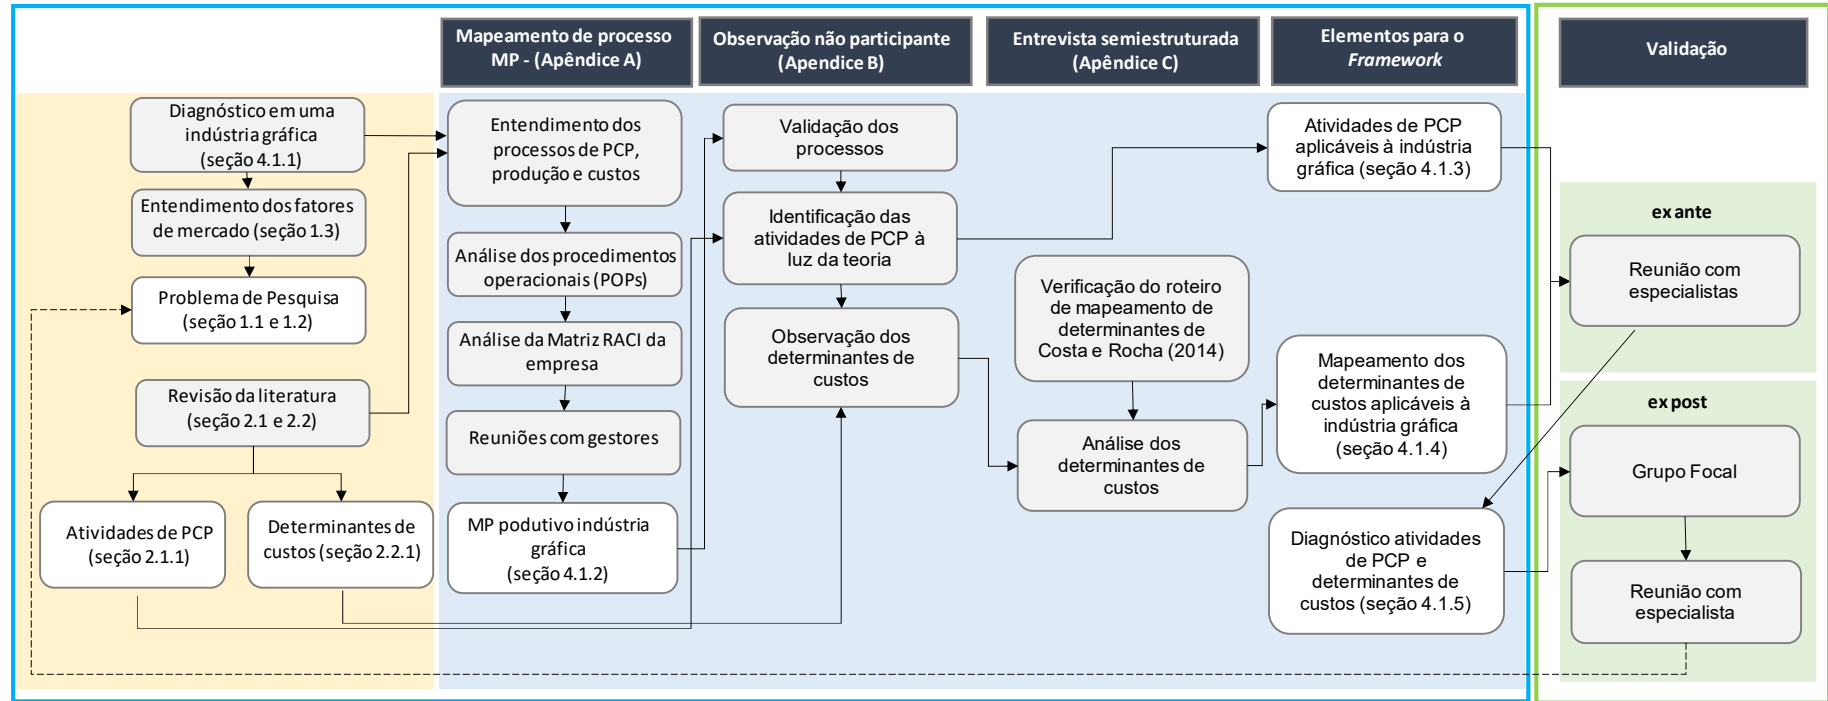 Mapeamento de processo
MP - (Apêndice A)
Observação não participante
(Apendice B)
Entrevista semiestruturada
(Apêndice C)
Elementos para o
Framework
Validação
Diagnóstico em uma
indústria gráfica
(seção 4.1.1)
Entendimento dos fatores
de mercado (seção 1.3)
Problema de Pesquisa
(seção 1.1 e 1.2)
Revisão da literatura
(seção 2.1 e 2.2)
Atividades de PCP
(seção 2.1.1)
Determinantes de
custos (seção 2.2.1)
Entendimento dos
processos de PCP,
produção e custos
Análise dos procedimentos
operacionais (POPs)
Análise da Matriz RACI da
empresa
Reuniões com gestores
MP podutivo indústria
gráfica
(seção 4.1.2)
Validação dos
processos
Identificação das
atividades de PCP à
luz da teoria
Observação dos
determinantes de
custos
Verificação do roteiro
de mapeamento de
determinantes de
Costa e Rocha (2014)
Análise dos
determinantes de
custos
Atividades de PCP
aplicáveis à indústria
gráfica (seção 4.1.3)
Mapeamento dos
determinantes de
custos aplicáveis à
indústria gráfica
(seção 4.1.4)
Diagnóstico atividades
de PCP e
determinantes de
custos (seção 4.1.5)
ex ante
Reunião com
especialistas
ex post
Grupo Focal
Reunião com
especialista